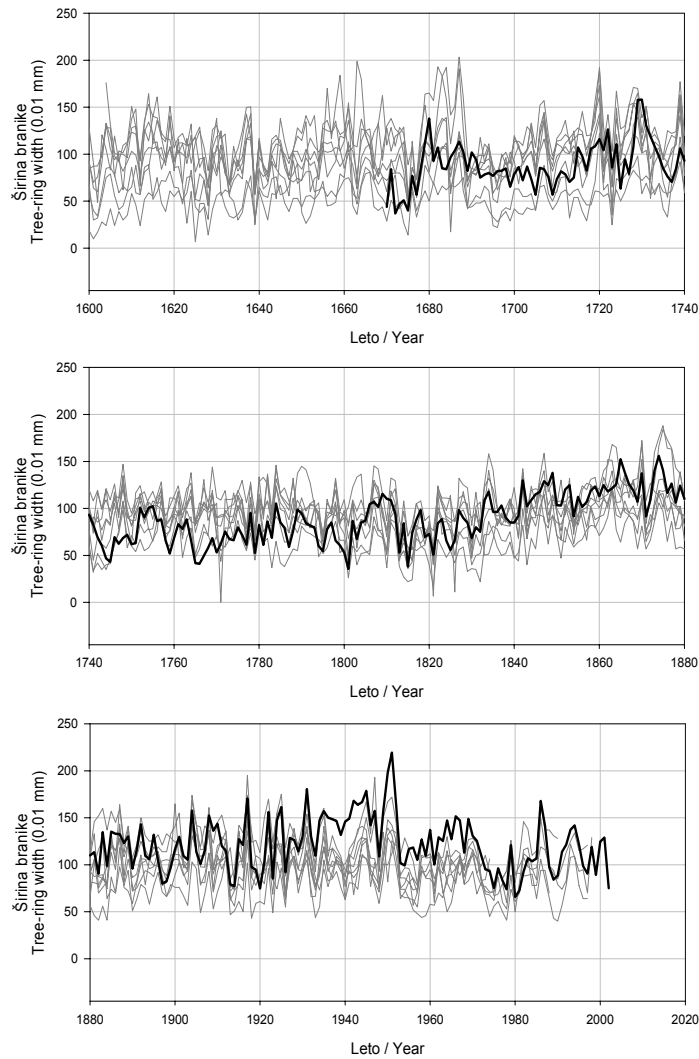 Širina branike
Tree-ring width (0.01 mm)
250
200
150
100
50
0
1600 1620 1640 1660 1680 1700 1720 1740
Leto / Year
Širina branike
Tree-ring width (0.01 mm)
250
200
150
100
50
0
1740 1760 1780 1800 1820 1840 1860 1880
Leto / Year
Širina branike
Tree-ring width (0.01 mm)
250
200
150
100
50
0
1880 1900 1920 1940 1960 1980 2000 2020
Leto / Year